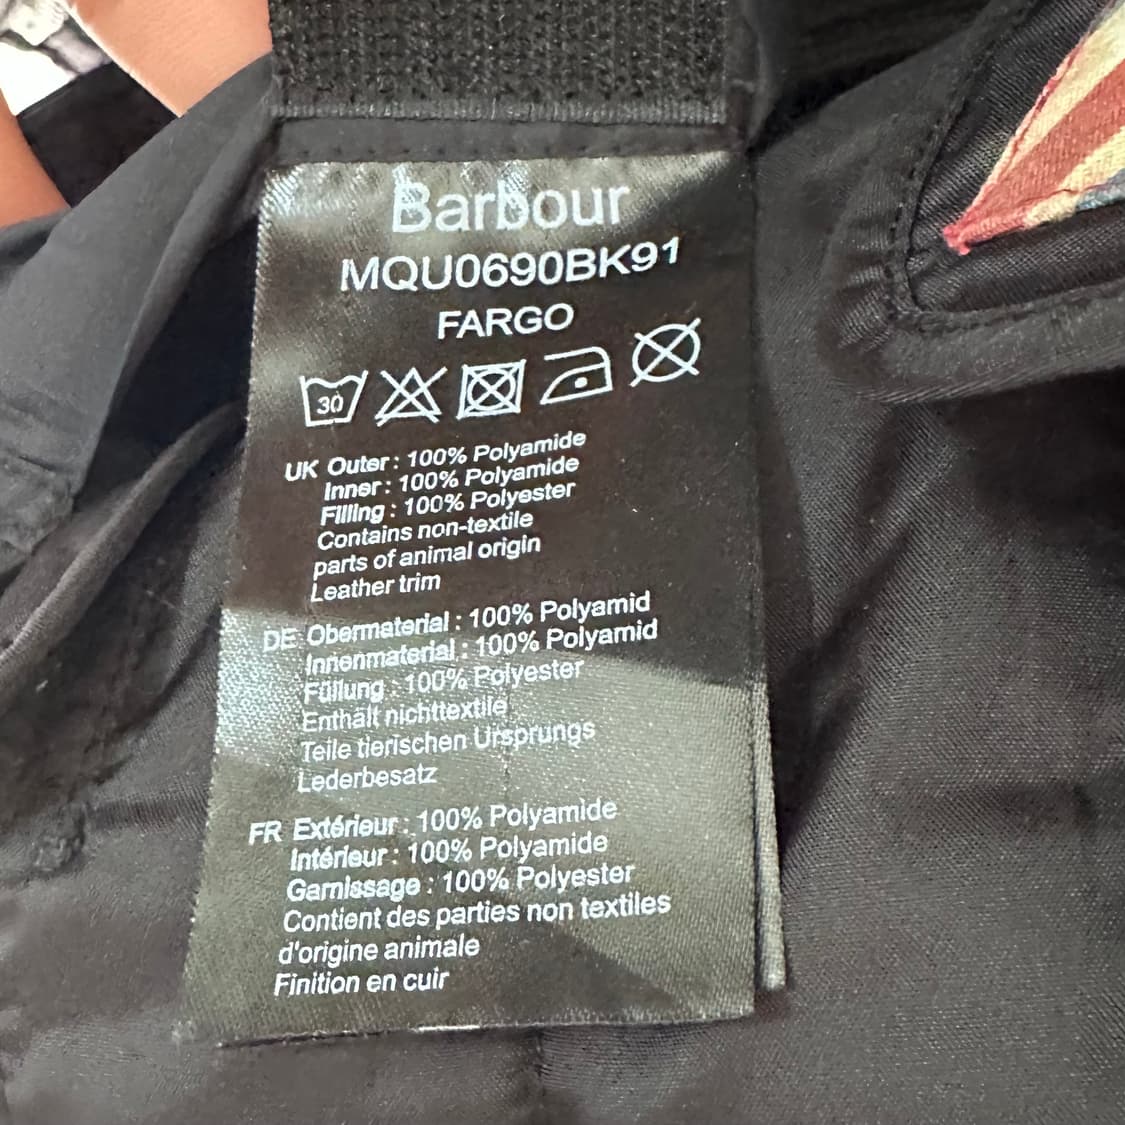 Barbour
MQU0690BK91
FARGO
30
UK Outer : 100% Polyamide
Inner : 100% Polyamide
Filling : 100% Polyester
Contains non-textile
parts of animal origin
Leather trim
DE Obermaterial : 100% Polyamid
Innenmaterial : 100% Polyamid
Füllung : 100% Polyester
Enthält nichttextile
Teile tierischen Ursprungs
Lederbesatz
FR Extérieur : 100% Polyamide
Intérieur : 100% Polyamide
Garnissage : 100% Polyester
Contient des parties non textiles
d'origine animale
Finition en cuir